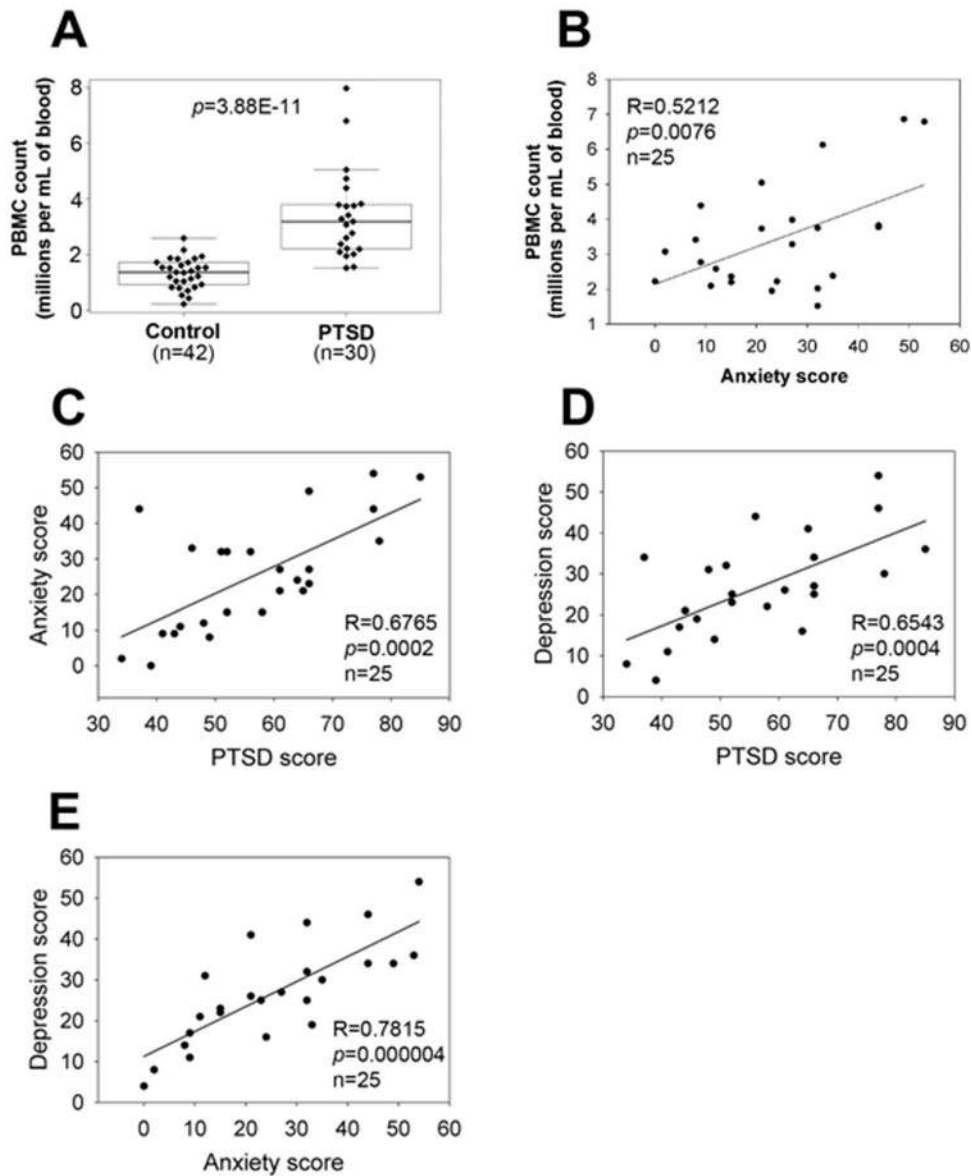 A
PBMC count
(millions per mL of blood)
8
6
4
2
0
p=3.88E-11
Control
(n=42)
PTSD
(n=30)
B
PBMC count
(millions per mL of blood)
8
7
6
5
4
3
2
1
R=0.5212
p=0.0076
n=25
0 10 20 30 40 50 60
Anxiety score
C
Anxiety score
60
50
40
30
20
10
0
R=0.6765
p=0.0002
n=25
30 40 50 60 70 80 90
PTSD score
D
Depression score
60
50
40
30
20
10
0
R=0.6543
p=0.0004
n=25
30 40 50 60 70 80 90
PTSD score
E
Depression score
60
50
40
30
20
10
0
R=0.7815
p=0.000004
n=25
0 10 20 30 40 50 60
Anxiety score